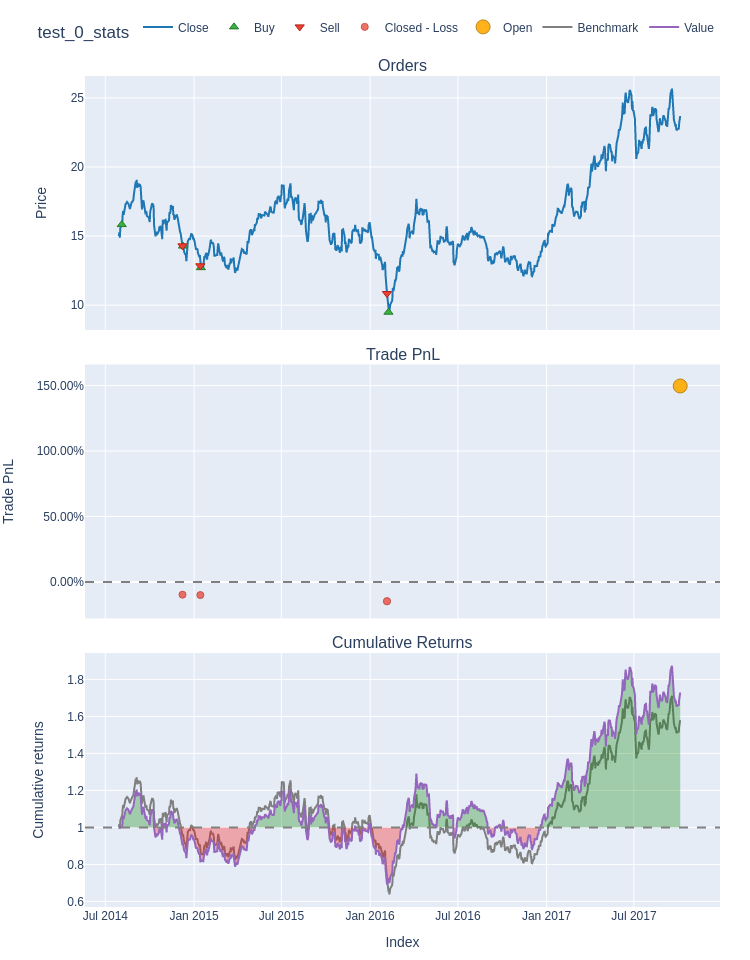 test_0_stats
Close
Buy
Sell
Closed - Loss
Open
Benchmark
Value
Orders
25
20
15
10
Price
Trade PnL
150.00%
100.00%
50.00%
0.00%
Trade PnL
Cumulative Returns
1.8
1.6
1.4
1.2
1
0.8
0.6
Cumulative returns
Jul 2014
Jan 2015
Jul 2015
Jan 2016
Jul 2016
Jan 2017
Jul 2017
Index